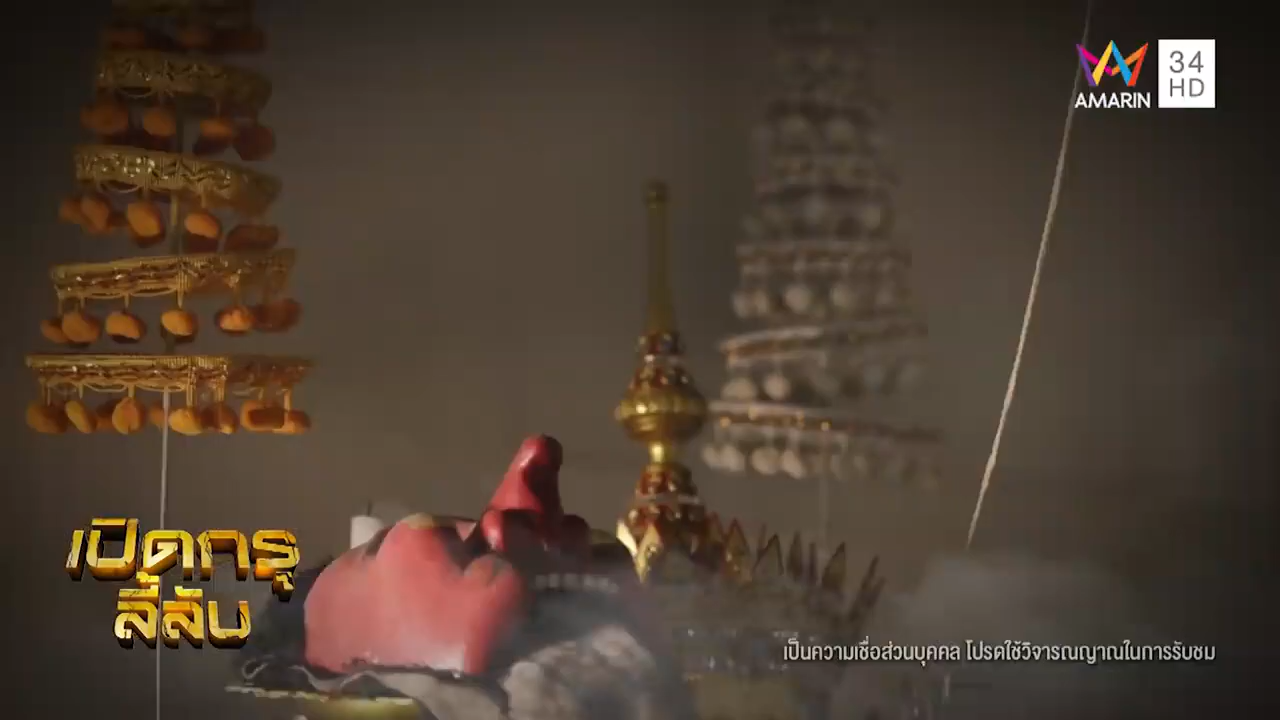 AMARIN
34
HD
เปิดกรุ
ลี้ลับ
เป็นความเชื่อส่วนบุคคล โปรดใช้วิจารณญาณในการรับชม